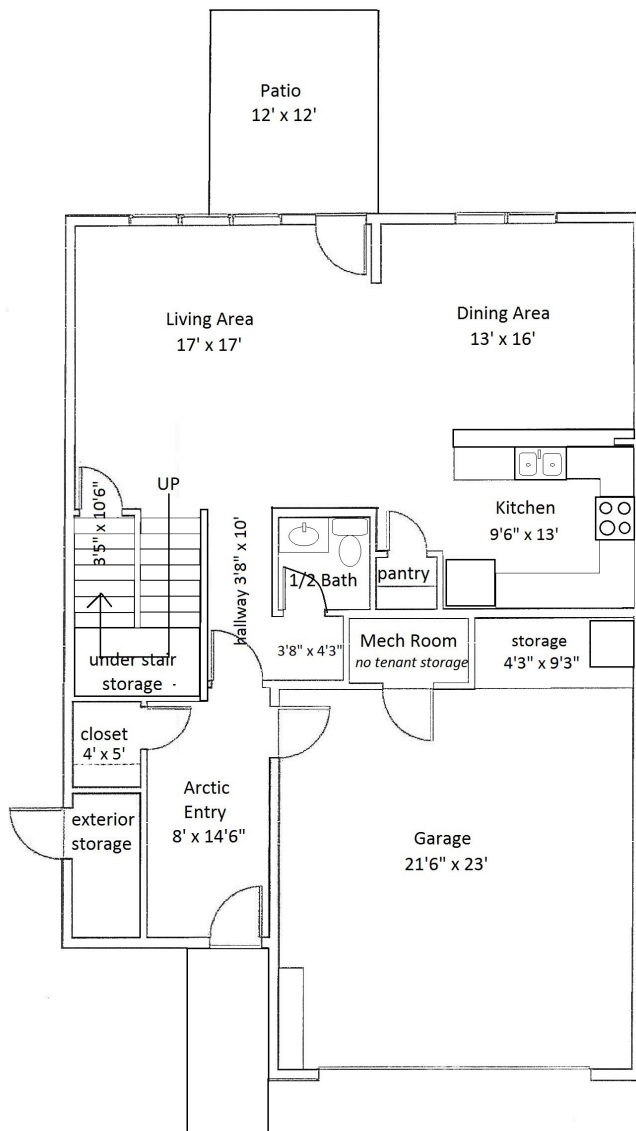 Patio
12' x 12'
Living Area
17' x 17'
Dining Area
13' x 16'
UP
3'5" x 10'6"
hallway 3'8" x 10'
Kitchen
9'6" x 13'
1/2 Bath
pantry
3'8" x 4'3"
Mech Room
no tenant storage
storage
4'3" x 9'3"
under stair
storage
closet
4' x 5'
Arctic
Entry
8' x 14'6"
exterior
storage
Garage
21'6" x 23'